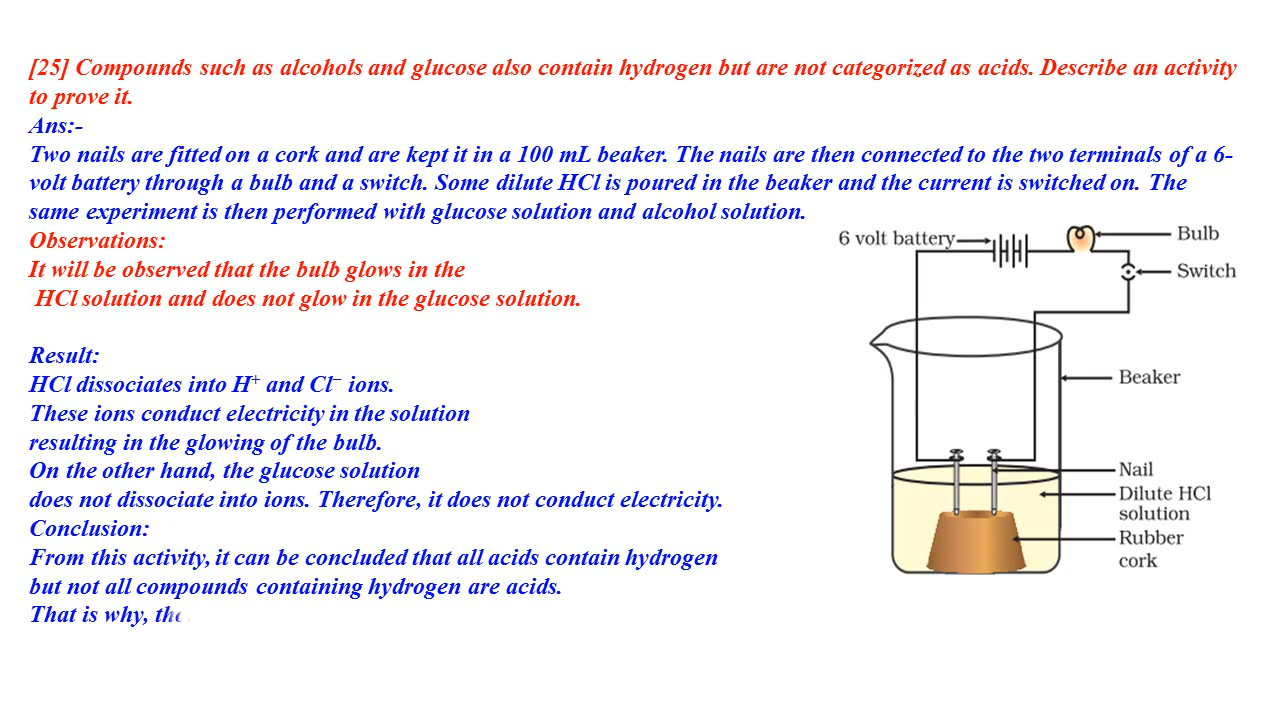 [25] Compounds such as alcohols and glucose also contain hydrogen but are not categorized as acids. Describe an activity
to prove it.
Ans:-
Two nails are fitted on a cork and are kept it in a 100 mL beaker. The nails are then connected to the two terminals of a 6-
volt battery through a bulb and a switch. Some dilute HCl is poured in the beaker and the current is switched on. The
same experiment is then performed with glucose solution and alcohol solution.
Observations:
It will be observed that the bulb glows in the
HCl solution and does not glow in the glucose solution.
Result:
HCl dissociates into H⁺ and Cl⁻ ions.
These ions conduct electricity in the solution
resulting in the glowing of the bulb.
On the other hand, the glucose solution
does not dissociate into ions. Therefore, it does not conduct electricity.
Conclusion:
From this activity, it can be concluded that all acids contain hydrogen
but not all compounds containing hydrogen are acids.
That is why,
6 volt battery
Bulb
Switch
Beaker
Nail
Dilute HCl
solution
Rubber
cork